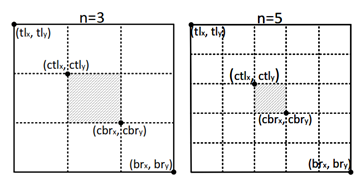 n=3
(tlx, tly)
(ctlx, ctly)
(cbrx, cbry)
(brx, bry)
n=5
(tlx, tly)
(ctlx, ctly)
(cbrx, cbry)
(brx, bry)